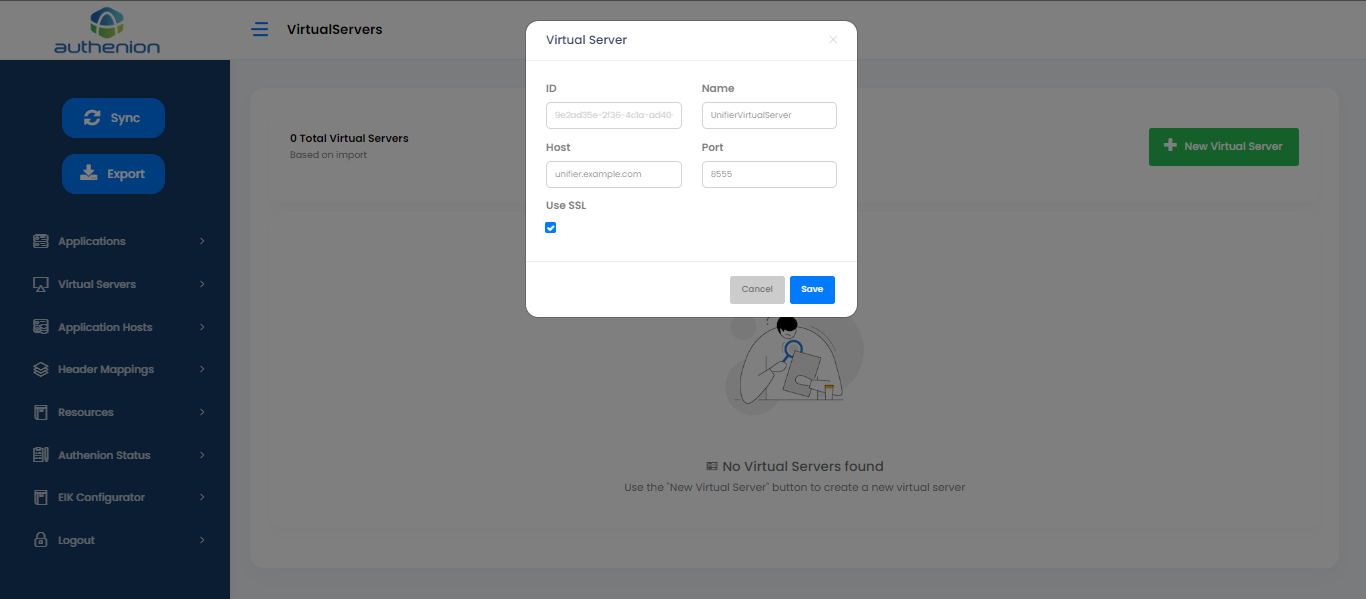 authenion
VirtualServers
Sync
Export
Applications
Virtual Servers
Application Hosts
Header Mappings
Resources
Authenion Status
EIK Configurator
Logout
0 Total Virtual Servers
Based on import
New Virtual Server
Virtual Server
ID
Name
9e2ad35e-2f36-4c1a-ad40-
UnifierVirtualServer
Host
Port
unifier.example.com
8555
Use SSL
Cancel
Save
No Virtual Servers found
Use the "New Virtual Server" button to create a new virtual server